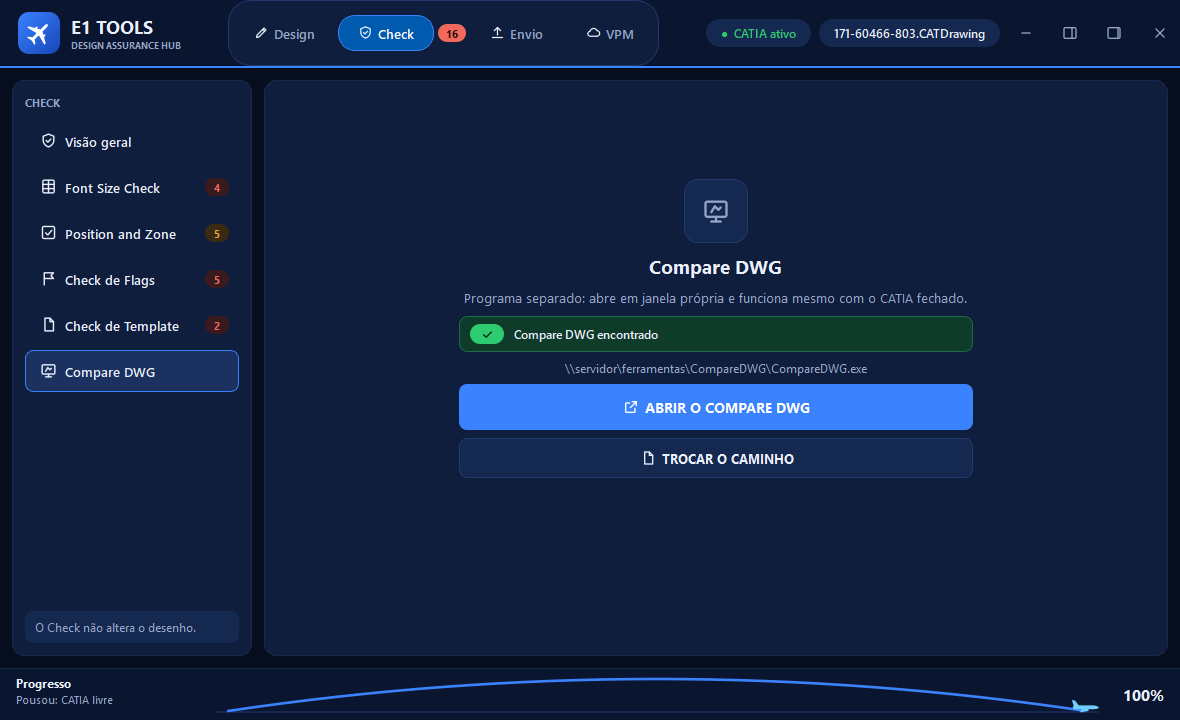 E1 TOOLS
DESIGN ASSURANCE HUB
Design
Check
16
Envio
VPM
CATIA ativo
171-60466-803.CATDrawing
CHECK
Visão geral
Font Size Check
4
Position and Zone
5
Check de Flags
5
Check de Template
2
Compare DWG
O Check não altera o desenho.
Compare DWG
Programa separado: abre em janela própria e funciona mesmo com o CATIA fechado.
Compare DWG encontrado
\\servidor\ferramentas\CompareDWG\CompareDWG.exe
ABRIR O COMPARE DWG
TROCAR O CAMINHO
Progresso
Pousou: CATIA livre
100%